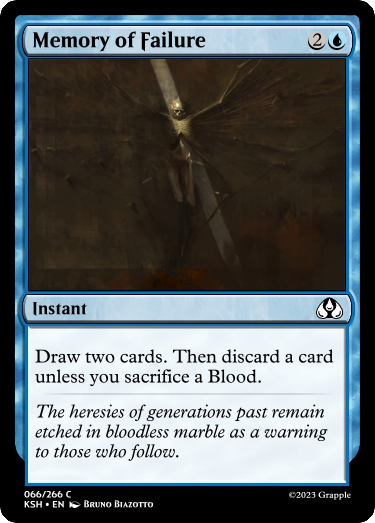 Memory of Failure 2
Instant
Draw two cards. Then discard a card
unless you sacrifice a Blood.
The heresies of generations past remain
etched in bloodless marble as a warning
to those who follow.
066/266 C
KSH • EN Bruno Biazotto
©2023 Grapple